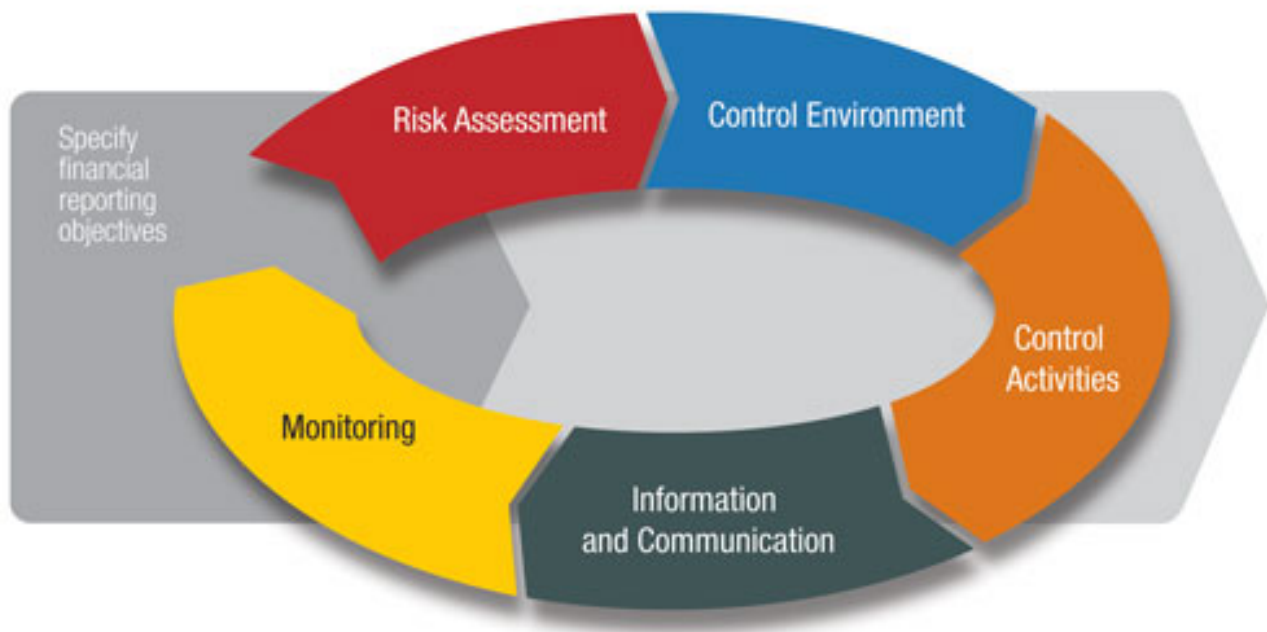 Specify
financial
reporting
objectives
Risk Assessment
Control Environment
Control
Activities
Information
and Communication
Monitoring